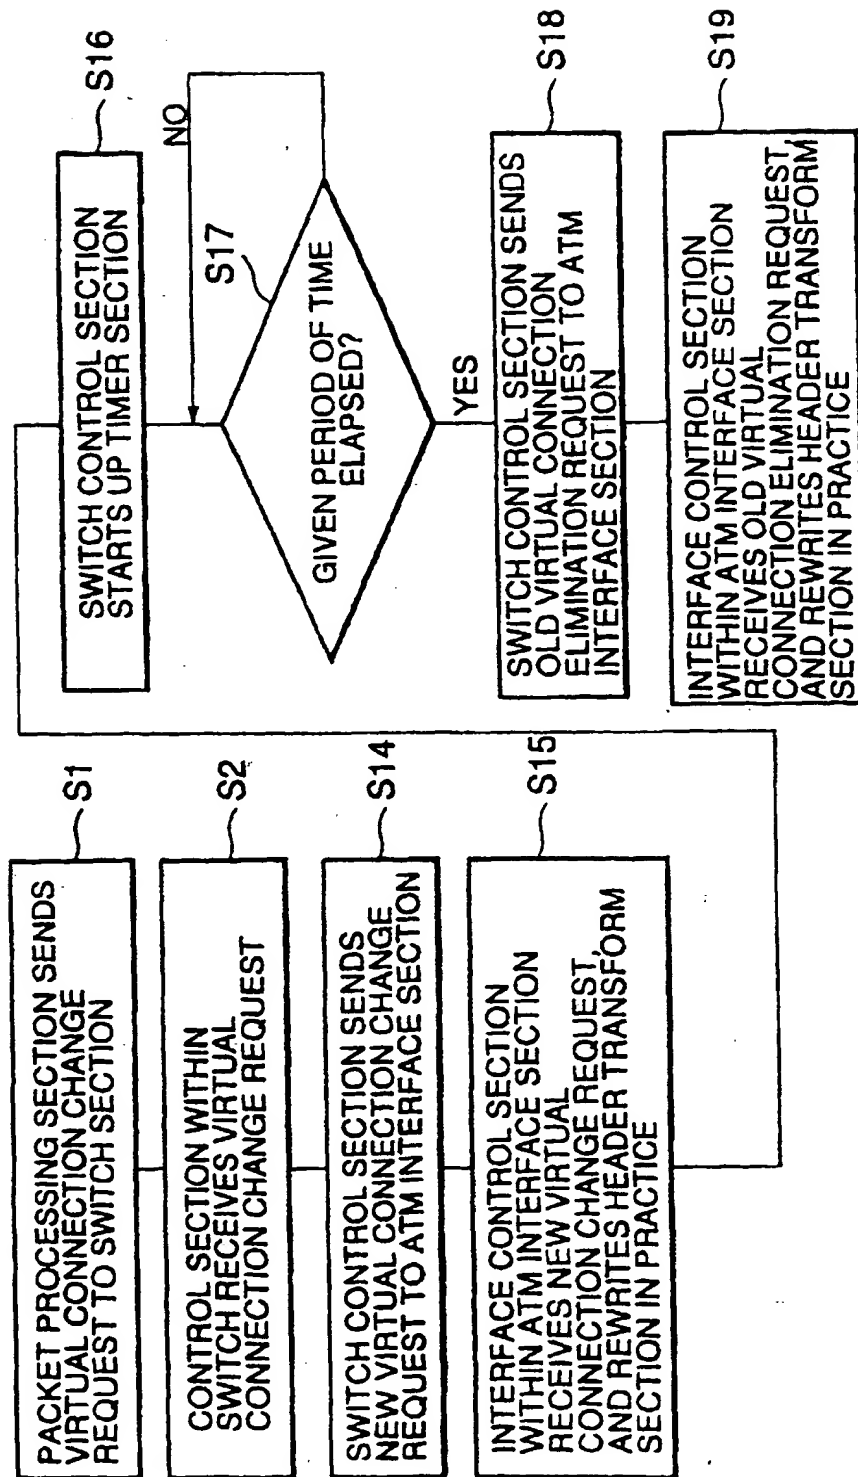 PACKET PROCESSING SECTION SENDS
VIRTUAL CONNECTION CHANGE
REQUEST TO SWITCH SECTION
S1
CONTROL SECTION WITHIN
SWITCH RECEIVES VIRTUAL
CONNECTION CHANGE REQUEST
S2
SWITCH CONTROL SECTION SENDS
NEW VIRTUAL CONNECTION CHANGE
REQUEST TO ATM INTERFACE SECTION
S14
INTERFACE CONTROL SECTION
WITHIN ATM INTERFACE SECTION
RECEIVES NEW VIRTUAL
CONNECTION CHANGE REQUEST,
AND REWRITES HEADER TRANSFORM
SECTION IN PRACTICE
S15
SWITCH CONTROL SECTION
STARTS UP TIMER SECTION
S16
GIVEN PERIOD OF TIME
ELAPSED?
S17
NO
YES
SWITCH CONTROL SECTION SENDS
OLD VIRTUAL CONNECTION
ELIMINATION REQUEST TO ATM
INTERFACE SECTION
S18
INTERFACE CONTROL SECTION
WITHIN ATM INTERFACE SECTION
RECEIVES OLD VIRTUAL
CONNECTION ELIMINATION REQUEST,
AND REWRITES HEADER TRANSFORM
SECTION IN PRACTICE
S19